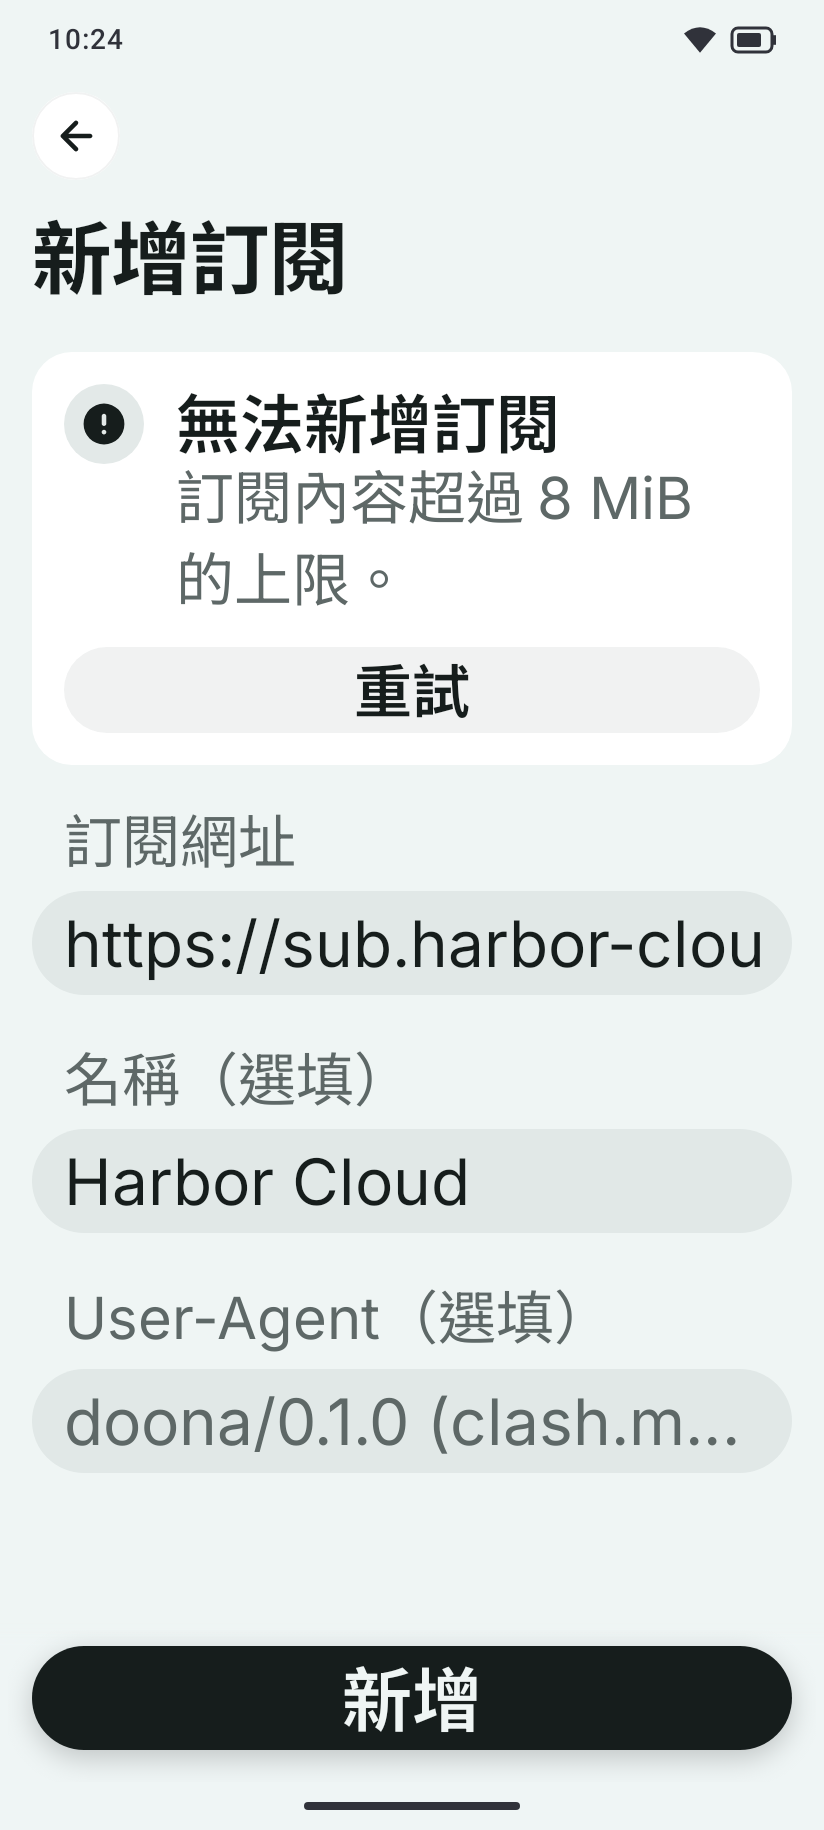 10:24
新增訂閱
無法新增訂閱
訂閱內容超過 8 MiB
的上限。
重試
訂閱網址
https://sub.harbor-clou
名稱（選填）
Harbor Cloud
User-Agent（選填）
doona/0.1.0 (clash.m...
新增